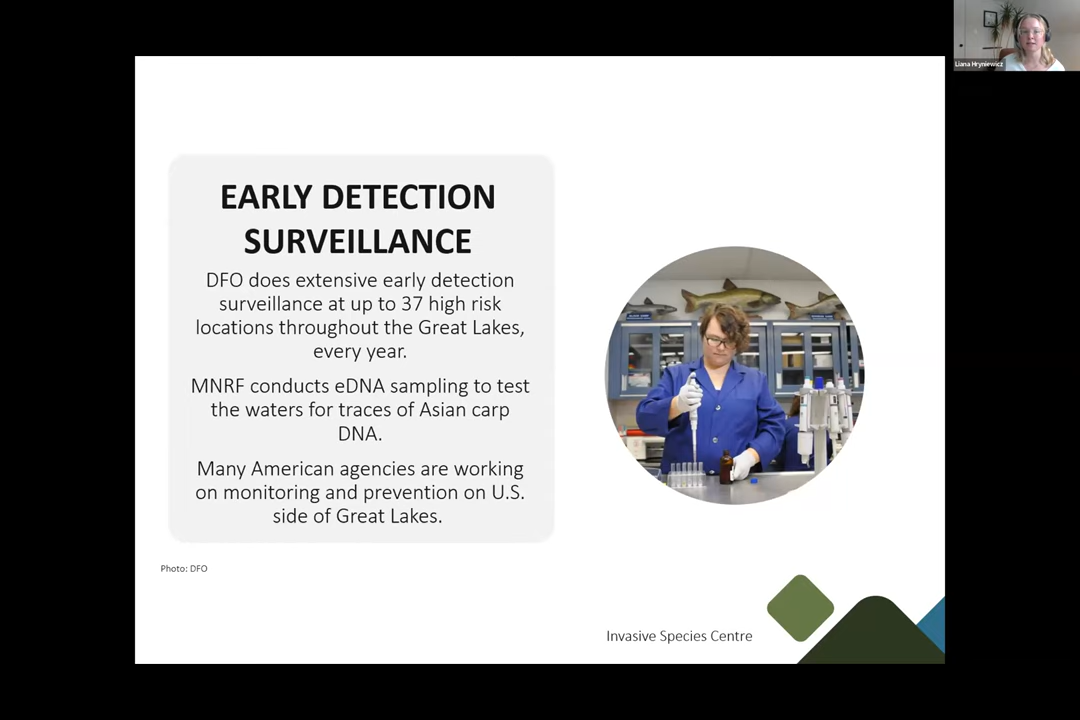 Liana Hryniewicz
EARLY DETECTION
SURVEILLANCE
DFO does extensive early detection
surveillance at up to 37 high risk
locations throughout the Great Lakes,
every year.
MNRF conducts eDNA sampling to test
the waters for traces of Asian carp
DNA.
Many American agencies are working
on monitoring and prevention on U.S.
side of Great Lakes.
Photo: DFO
Invasive Species Centre